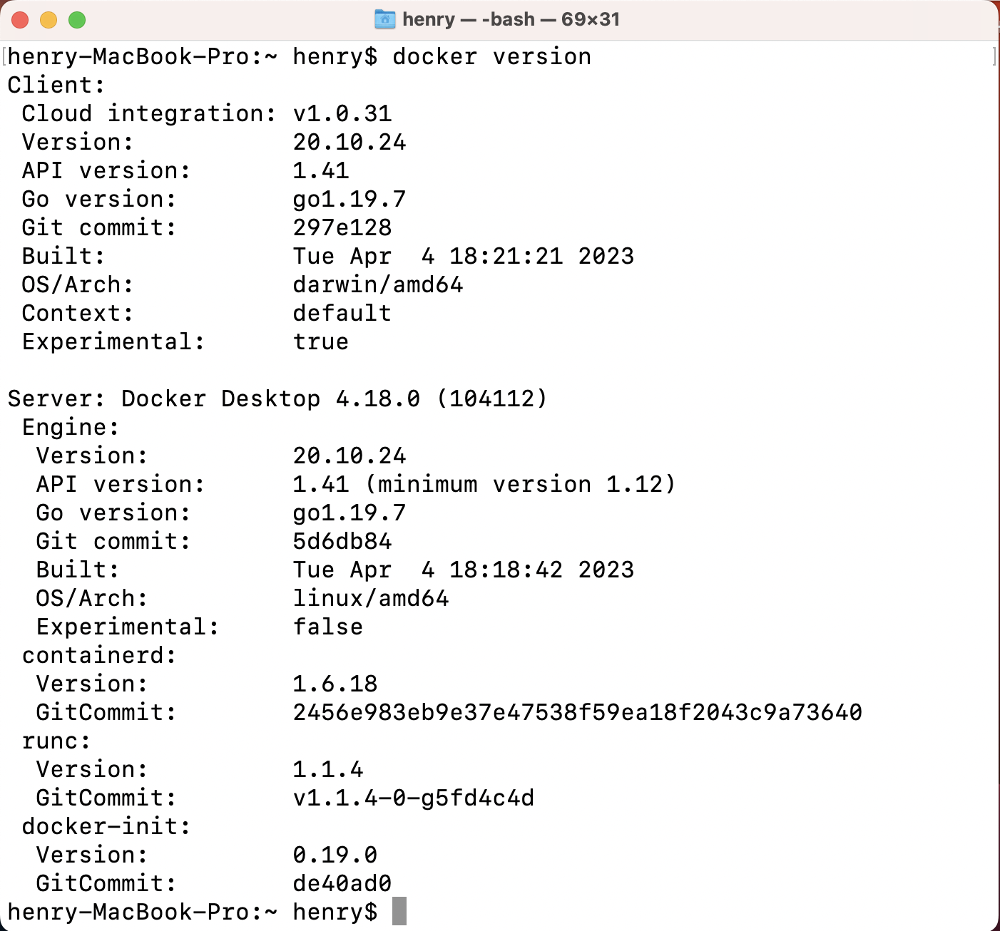 henry — -bash — 69×31
henry-MacBook-Pro:~ henry$ docker version
Client:
 Cloud integration: v1.0.31
 Version:           20.10.24
 API version:       1.41
 Go version:        go1.19.7
 Git commit:        297e128
 Built:             Tue Apr  4 18:21:21 2023
 OS/Arch:           darwin/amd64
 Context:           default
 Experimental:      true

Server: Docker Desktop 4.18.0 (104112)
 Engine:
  Version:          20.10.24
  API version:      1.41 (minimum version 1.12)
  Go version:       go1.19.7
  Git commit:       5d6db84
  Built:            Tue Apr  4 18:18:42 2023
  OS/Arch:          linux/amd64
  Experimental:     false
 containerd:
  Version:          1.6.18
  GitCommit:        2456e983eb9e37e47538f59ea18f2043c9a73640
 runc:
  Version:          1.1.4
  GitCommit:        v1.1.4-0-g5fd4c4d
 docker-init:
  Version:          0.19.0
  GitCommit:        de40ad0
henry-MacBook-Pro:~ henry$